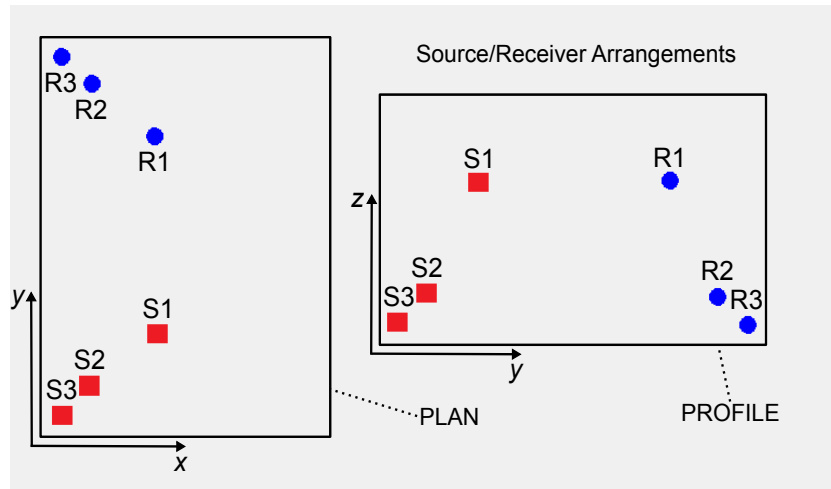 Source/Receiver Arrangements
R3
R2
R1
S1
S2
S3
y
x
PLAN
S1
R1
z
S2
S3
R2
R3
y
PROFILE